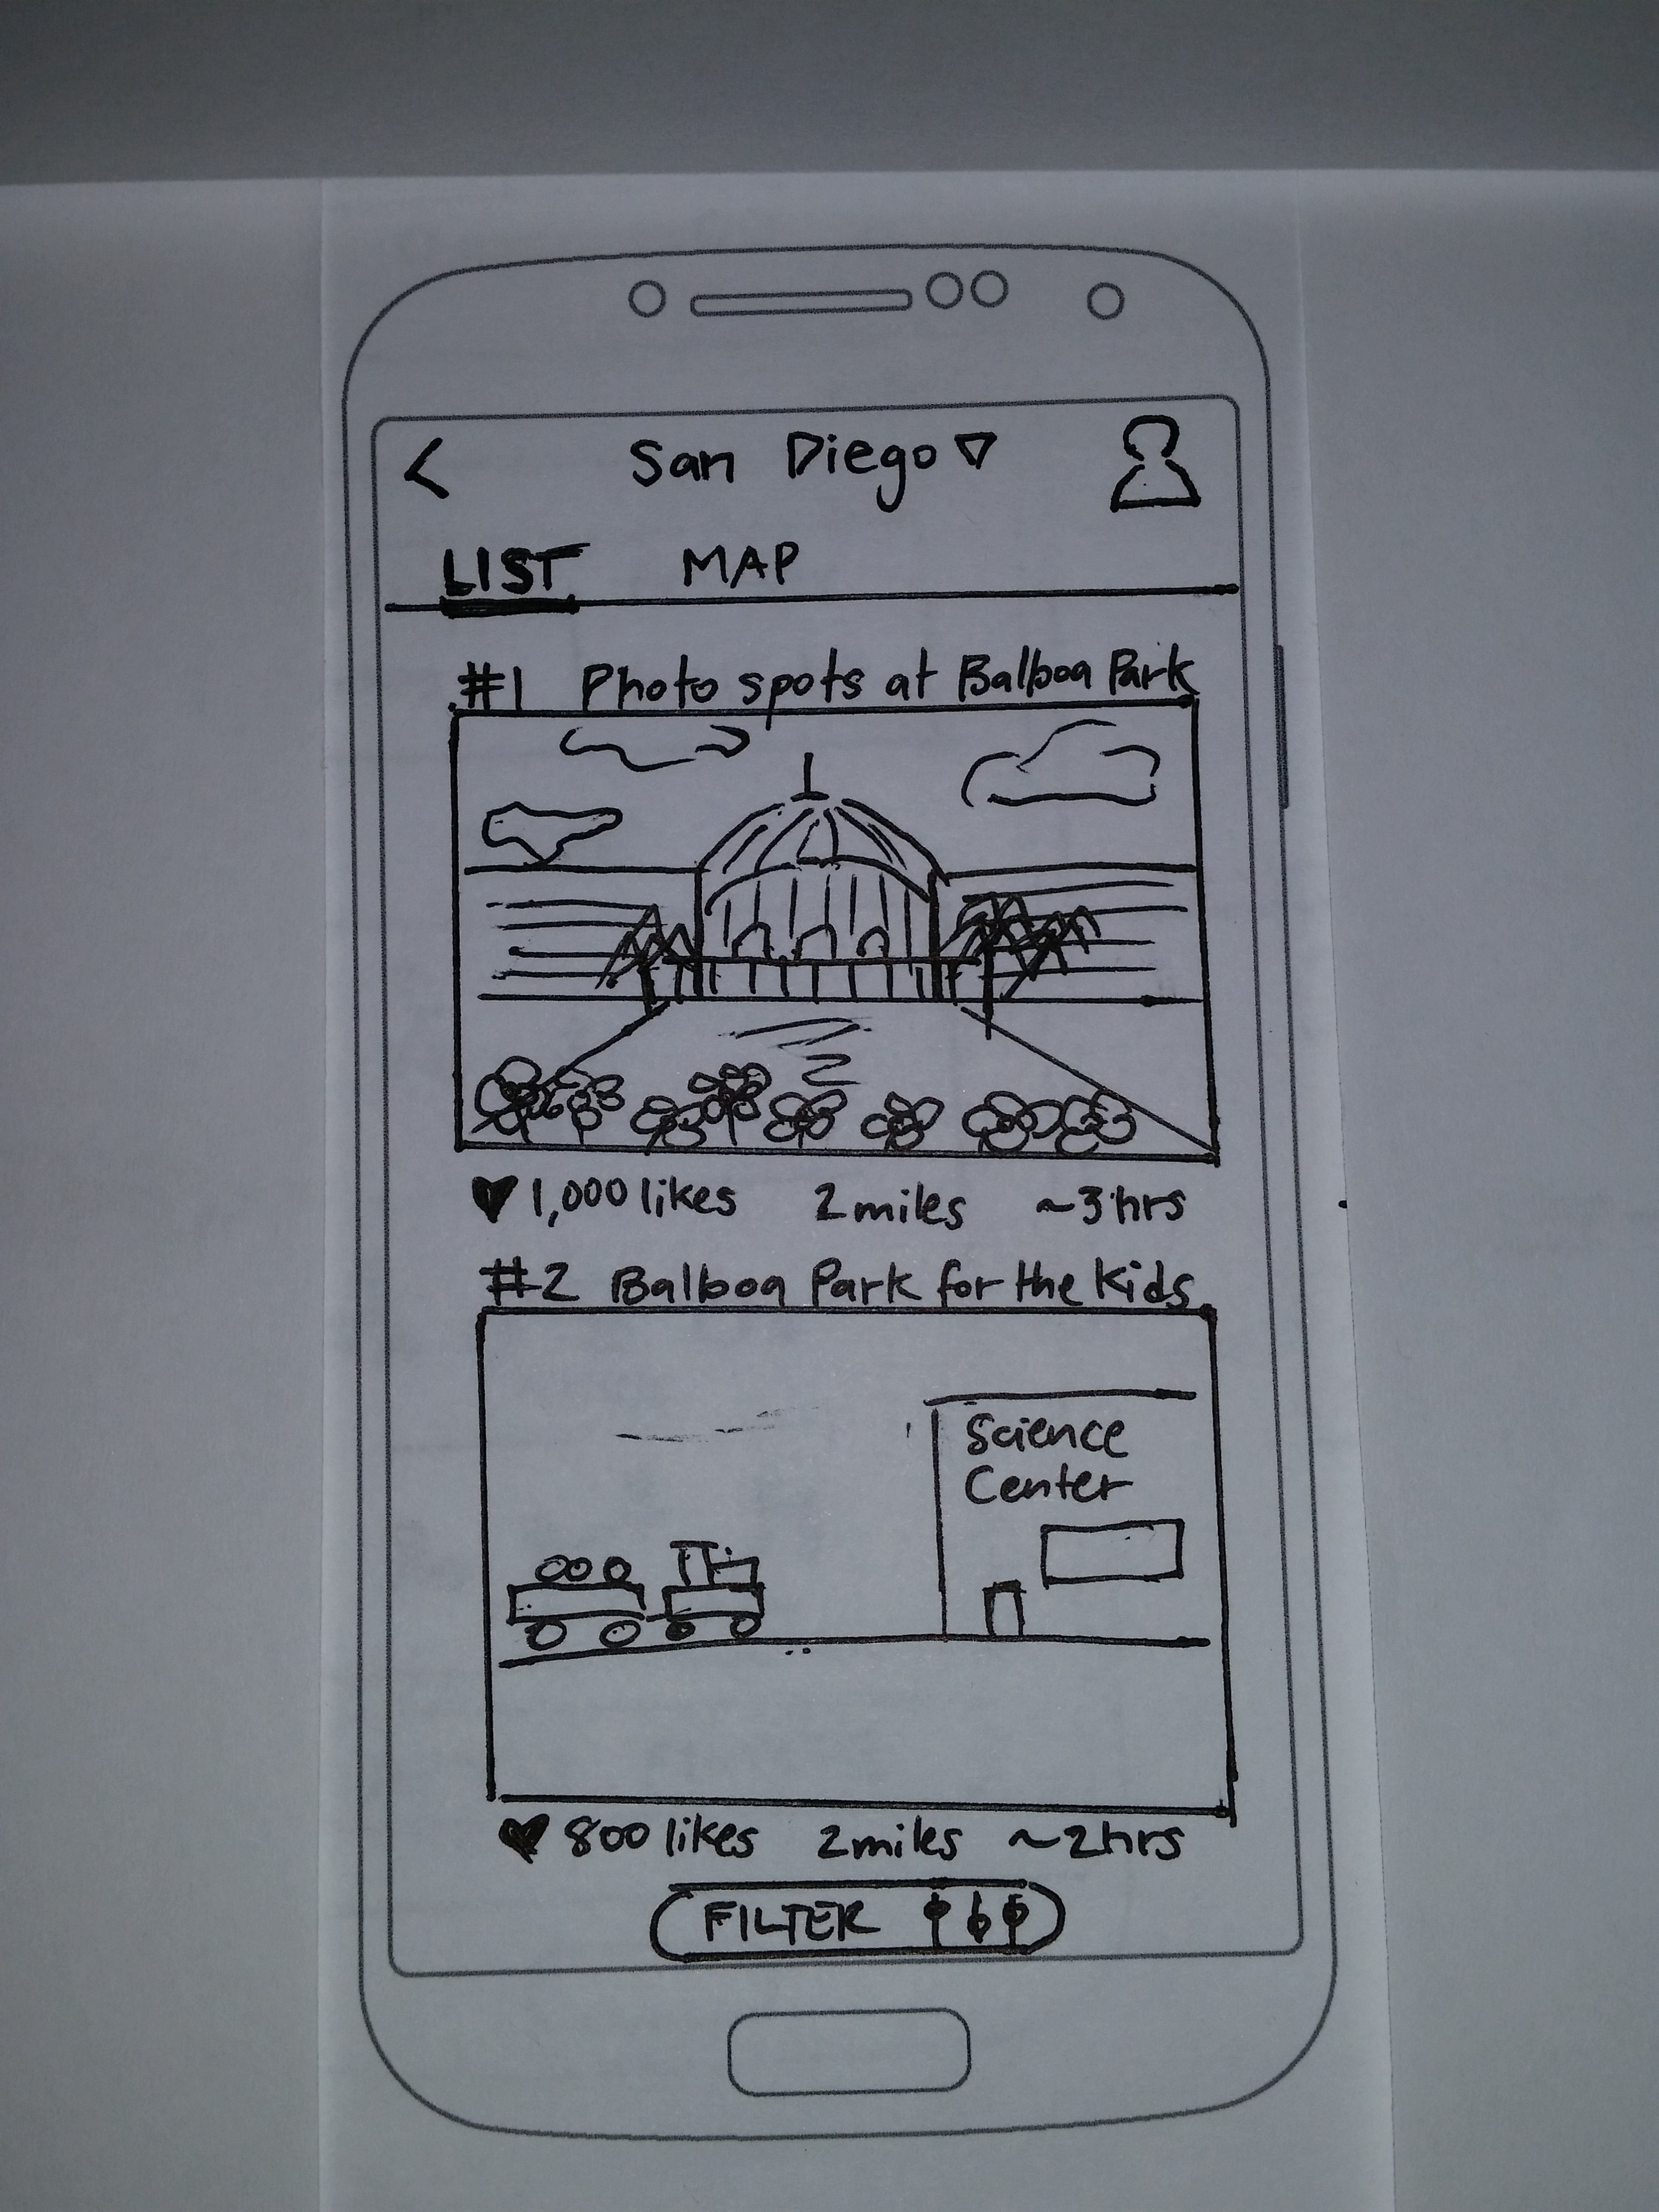 San Diego
LIST MAP
#1 Photo spots at Balboa Park
1,000 likes 2 miles ~3 hrs
#2 Balboa Park for the Kids
Science
Center
800 likes 2 miles ~2 hrs
FILTER